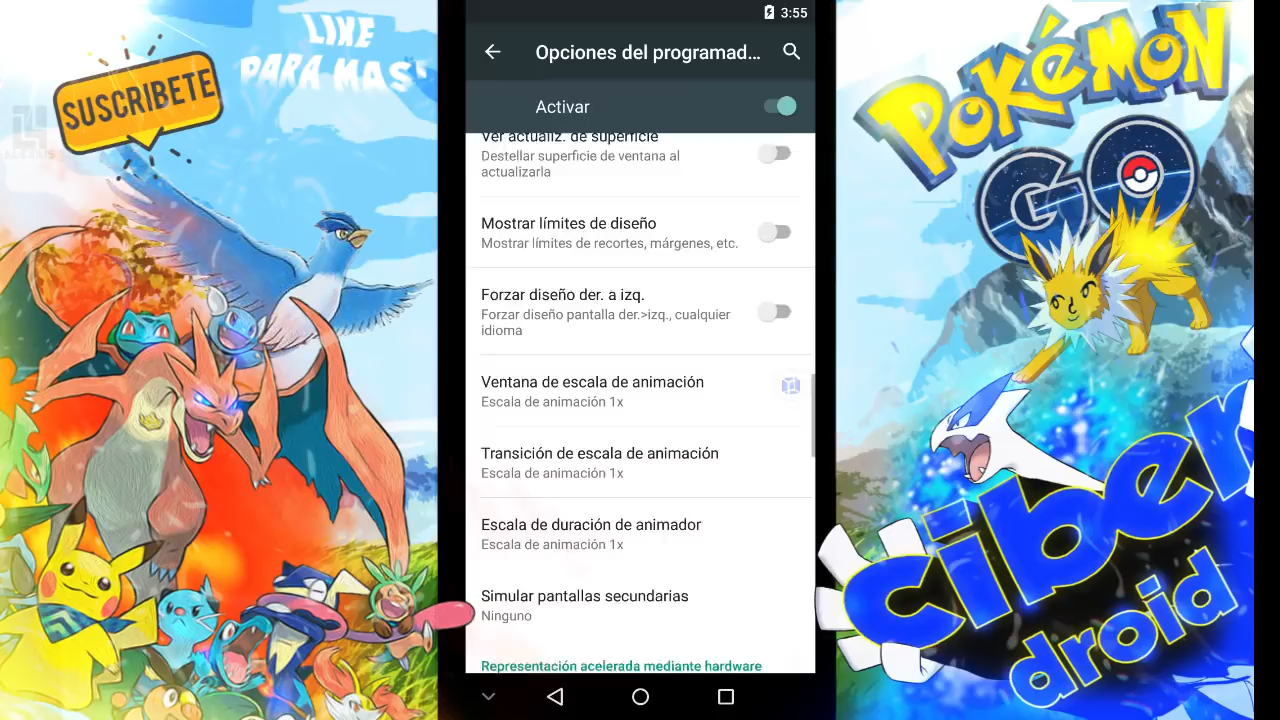 LIKE
PARA MAS
SUSCRIBETE
3:55
Opciones del programad...
Activar
Ver actualiz. de superficie
Destellar superficie de ventana al
actualizarla
Mostrar límites de diseño
Mostrar límites de recortes, márgenes, etc.
Forzar diseño der. a izq.
Forzar diseño pantalla der.>izq., cualquier
idioma
Ventana de escala de animación
Escala de animación 1x
Transición de escala de animación
Escala de animación 1x
Escala de duración de animador
Escala de animación 1x
Simular pantallas secundarias
Ninguno
Representación acelerada mediante hardware
POKéMON
GO
ciber
droid